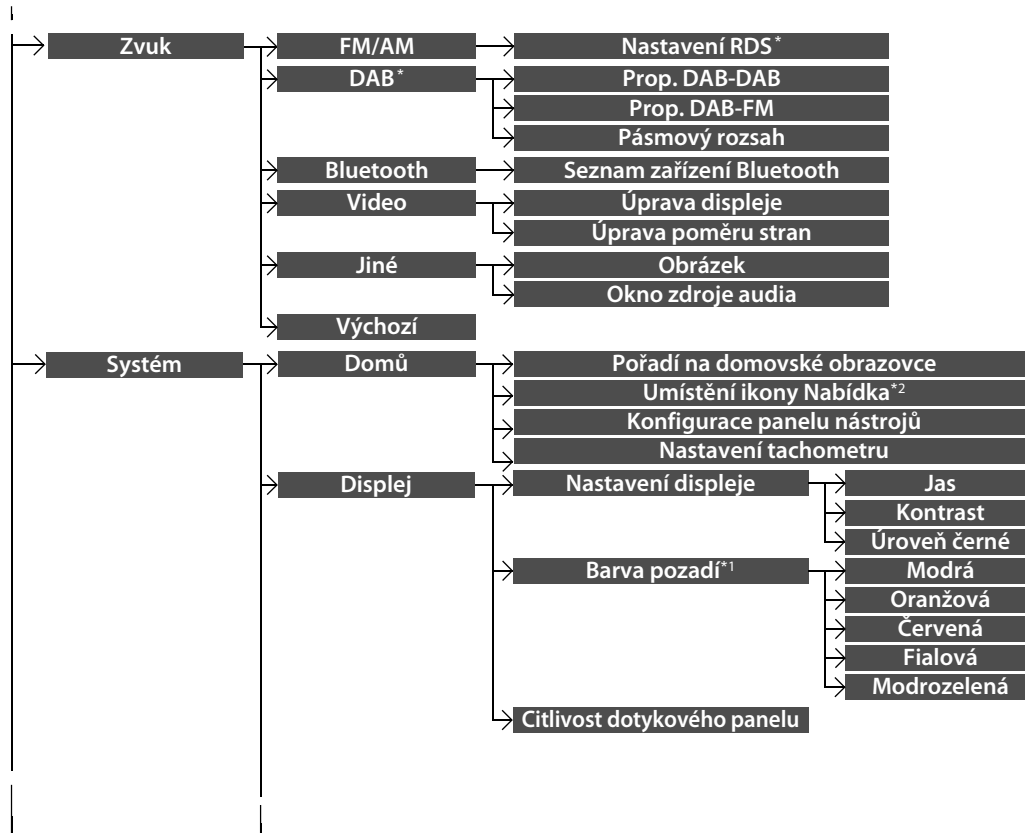 Zvuk FM/AM Nastavení RDS*
DAB* Prop. DAB-DAB
Prop. DAB-FM
Pásmový rozsah
Bluetooth Seznam zařízení Bluetooth
Video Úprava displeje
Úprava poměru stran
Jiné Obrázek
Okno zdroje audia
Výchozí
Systém Domů Pořadí na domovské obrazovce
Umístění ikony Nabídka*2
Konfigurace panelu nástrojů
Nastavení tachometru
Displej Nastavení displeje Jas
Kontrast
Úroveň černé
Barva pozadí*1 Modrá
Oranžová
Červená
Fialová
Modrozelená
Citlivost dotykového panelu